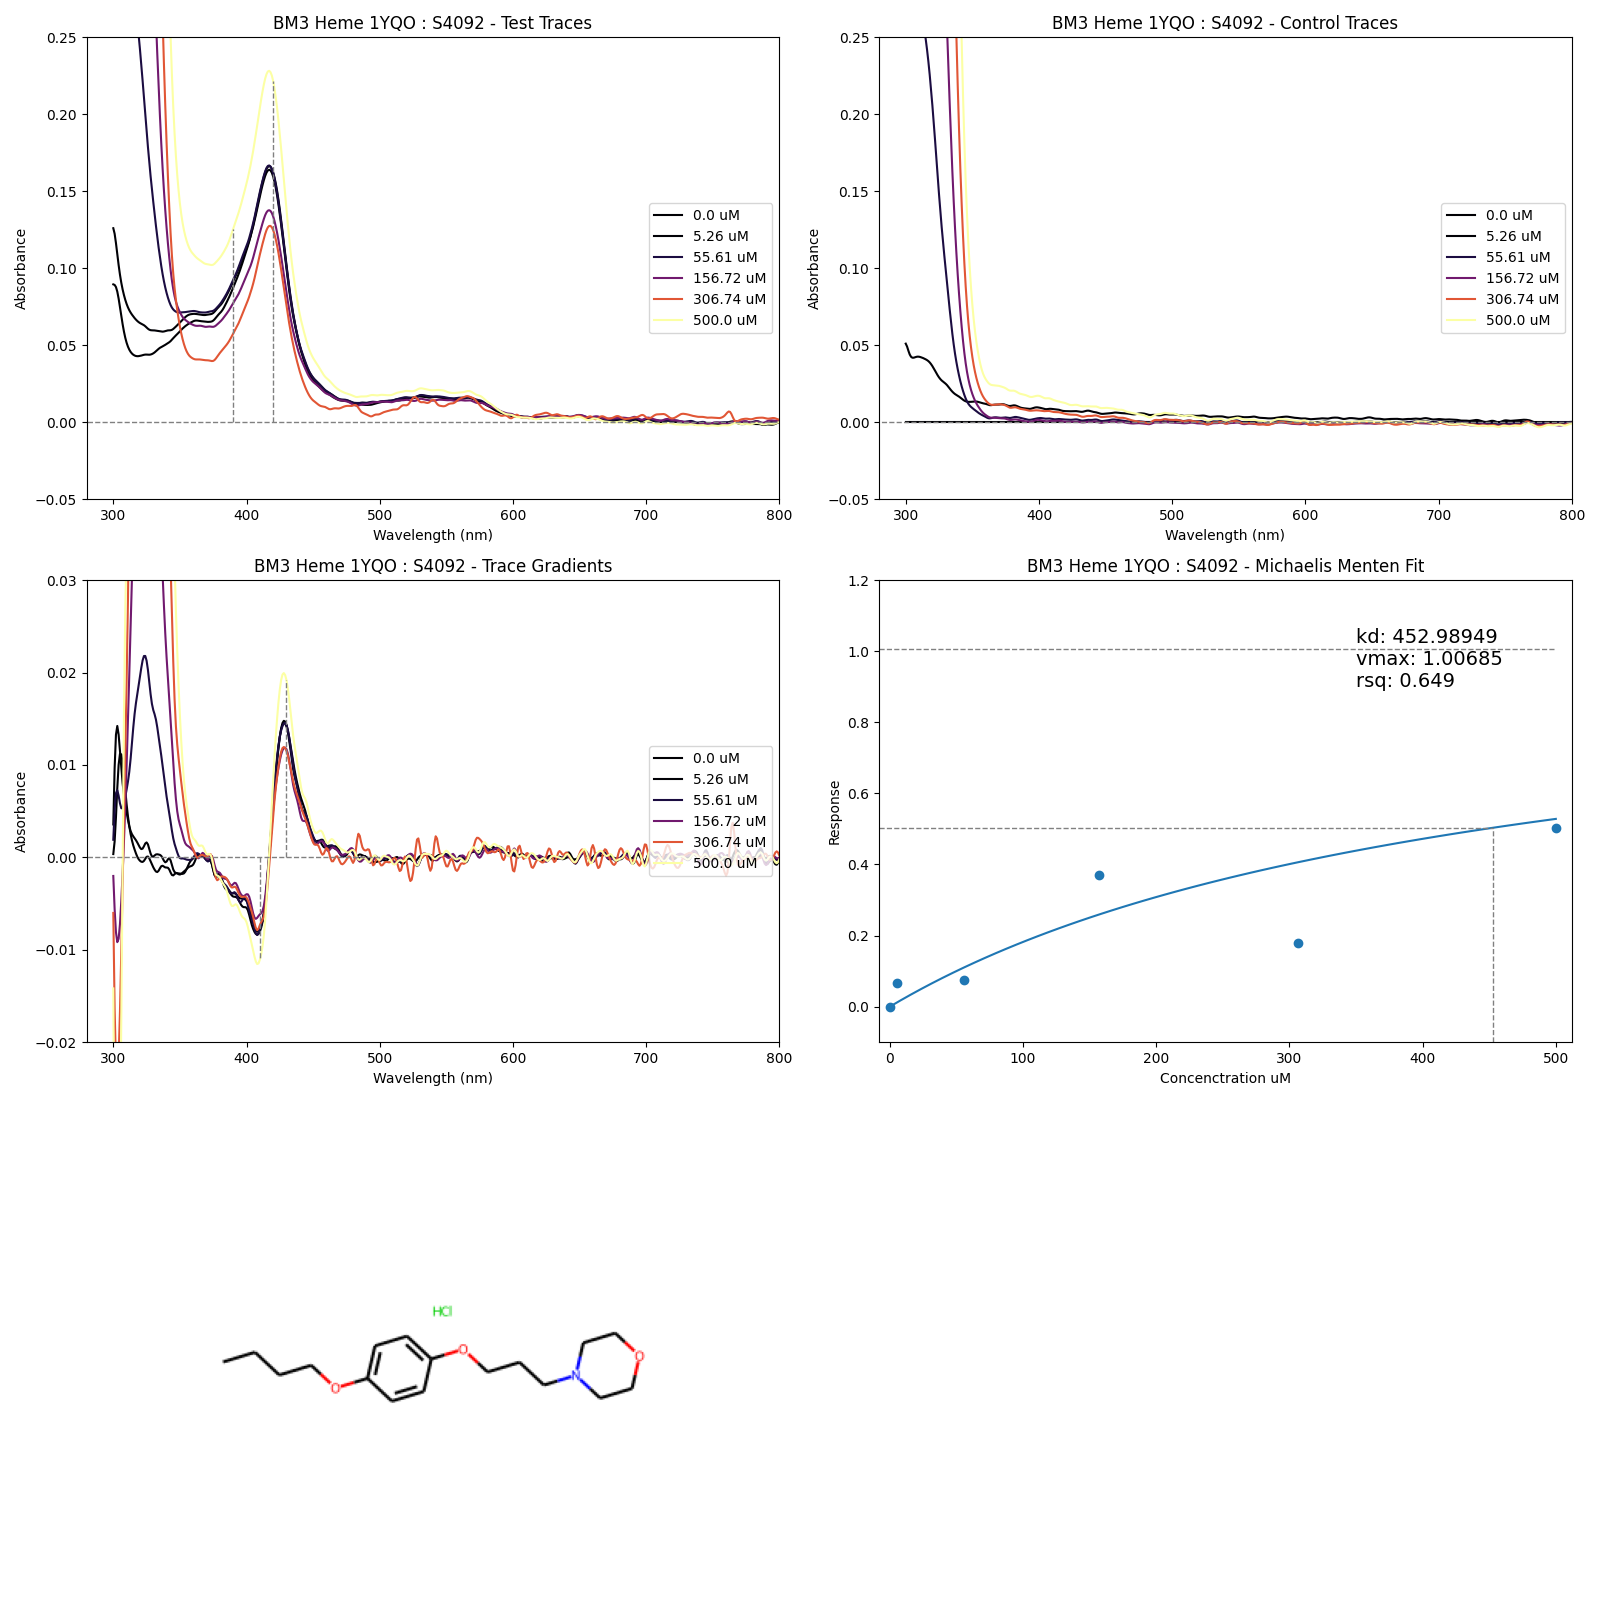 BM3 Heme 1YQO : S4092 - Test Traces
0.25
0.20
0.15
0.10
0.05
0.00
−0.05
Absorbance
300
400
500
600
700
800
Wavelength (nm)
0.0 uM
5.26 uM
55.61 uM
156.72 uM
306.74 uM
500.0 uM
BM3 Heme 1YQO : S4092 - Control Traces
0.25
0.20
0.15
0.10
0.05
0.00
−0.05
Absorbance
300
400
500
600
700
800
Wavelength (nm)
0.0 uM
5.26 uM
55.61 uM
156.72 uM
306.74 uM
500.0 uM
BM3 Heme 1YQO : S4092 - Trace Gradients
0.03
0.02
0.01
0.00
−0.01
−0.02
Absorbance
300
400
500
600
700
800
Wavelength (nm)
0.0 uM
5.26 uM
55.61 uM
156.72 uM
306.74 uM
500.0 uM
BM3 Heme 1YQO : S4092 - Michaelis Menten Fit
1.2
1.0
0.8
0.6
0.4
0.2
0.0
Response
0
100
200
300
400
500
Concenctration uM
kd: 452.98949
vmax: 1.00685
rsq: 0.649
HCl
O
O
N
O